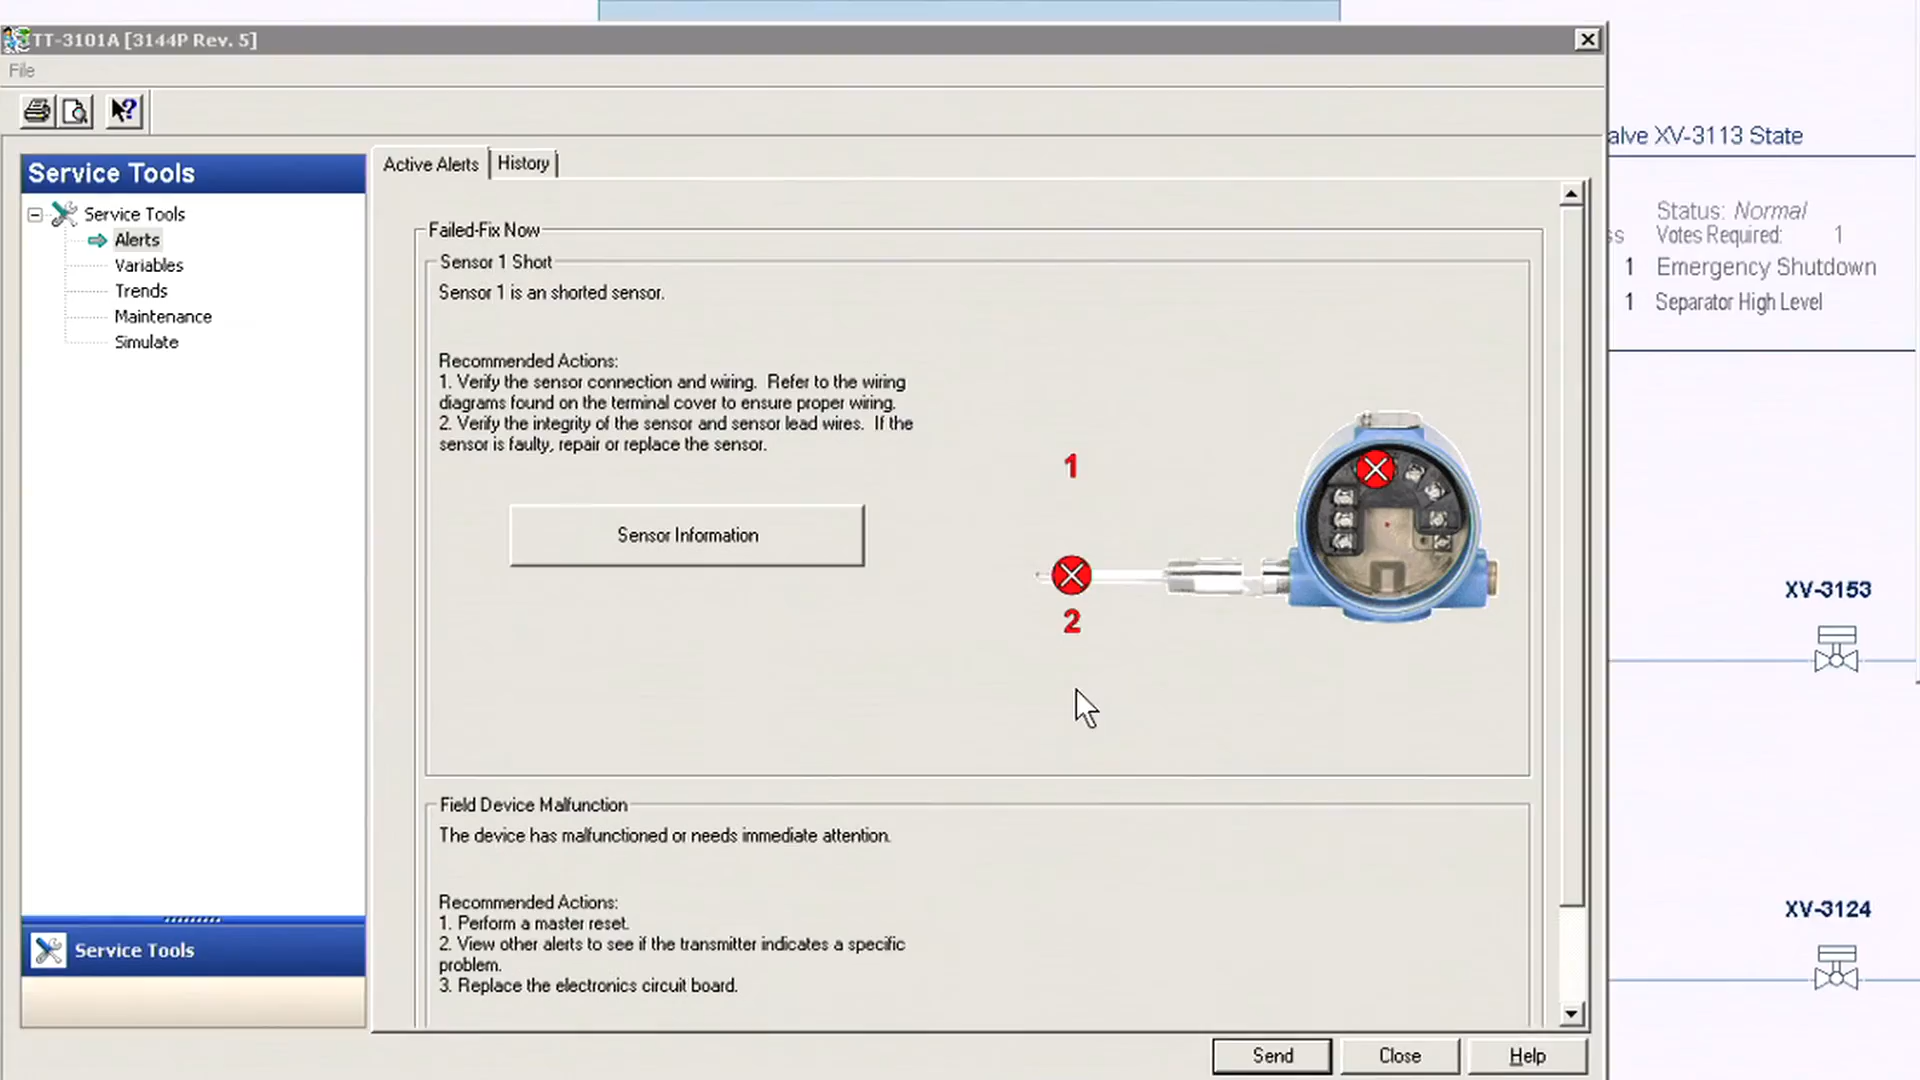 TT-3101A [3144P Rev. 5]
File
Service Tools
Service Tools
Alerts
Variables
Trends
Maintenance
Simulate
Service Tools
Active Alerts
History
Failed-Fix Now
Sensor 1 Short
Sensor 1 is an shorted sensor.
Recommended Actions:
1. Verify the sensor connection and wiring. Refer to the wiring
diagrams found on the terminal cover to ensure proper wiring.
2. Verify the integrity of the sensor and sensor lead wires. If the
sensor is faulty, repair or replace the sensor.
Sensor Information
1
2
Field Device Malfunction
The device has malfunctioned or needs immediate attention.
Recommended Actions:
1. Perform a master reset.
2. View other alerts to see if the transmitter indicates a specific
problem.
3. Replace the electronics circuit board.
Send
Close
Help
alve XV-3113 State
Status: Normal
ss Votes Required: 1
1 Emergency Shutdown
1 Separator High Level
XV-3153
XV-3124